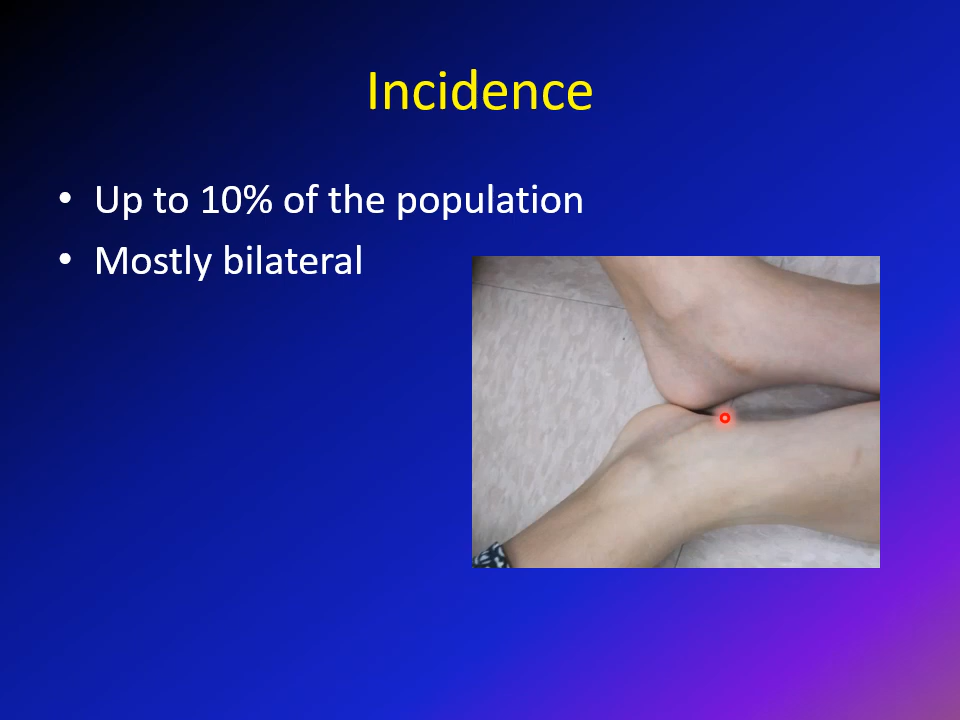 Incidence
• Up to 10% of the population
• Mostly bilateral